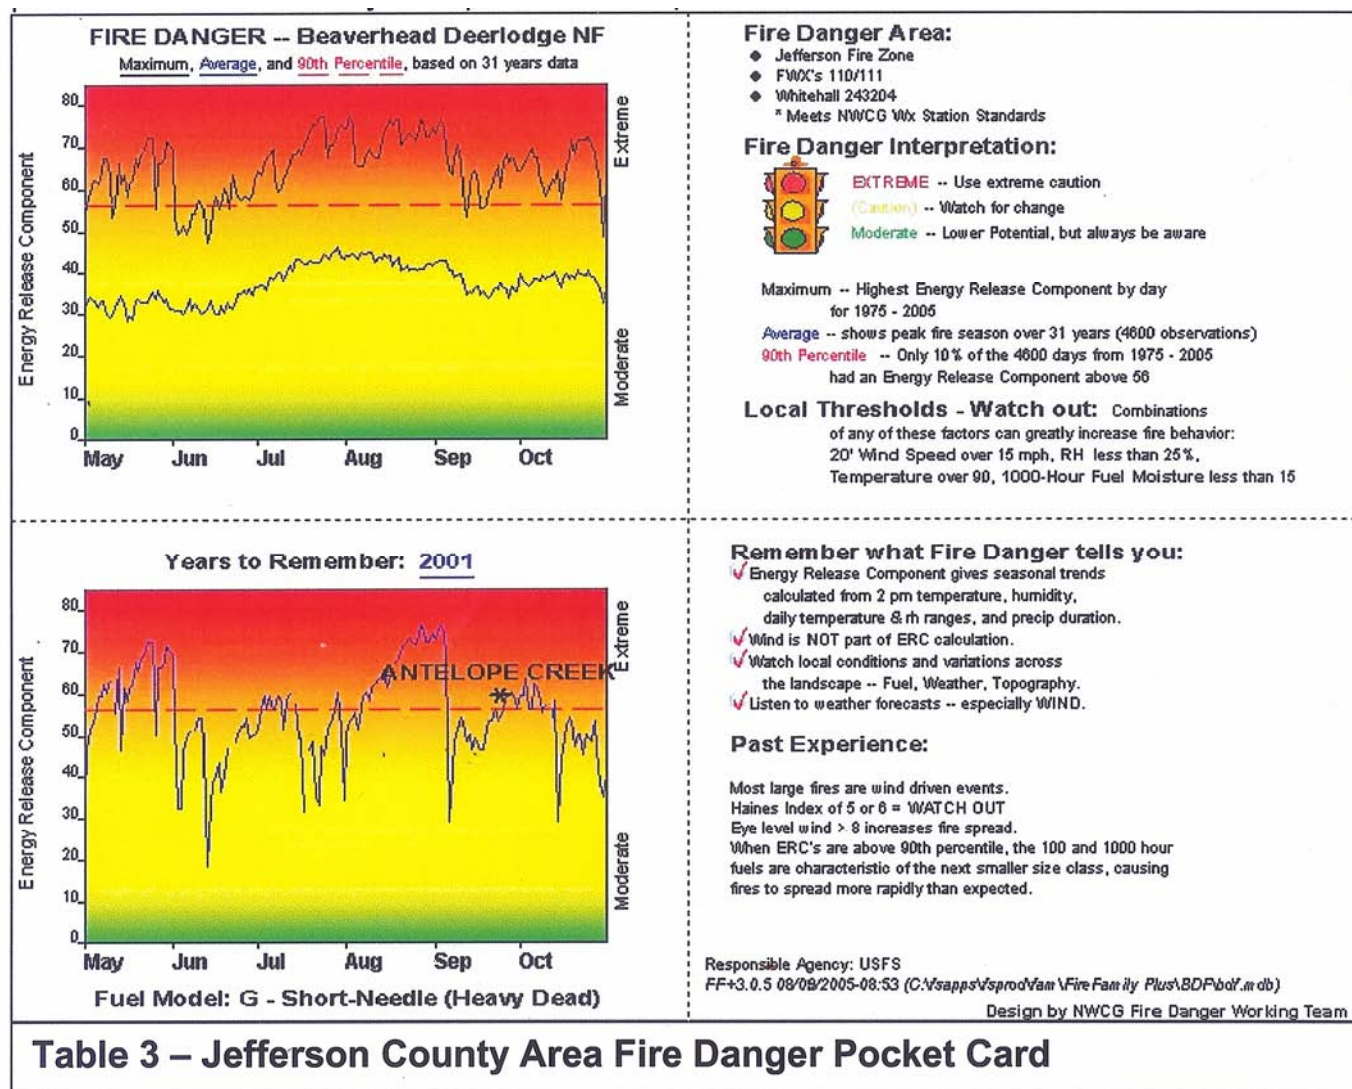 FIRE DANGER -- Beaverhead Deerlodge NF
Maximum, Average, and 90th Percentile, based on 31 years data
Energy Release Component
80
70
60
50
40
30
20
10
0
May Jun Jul Aug Sep Oct
Extreme
Moderate
Fire Danger Area:
Jefferson Fire Zone
FWX's 110/111
Whitehall 243204
* Meets NWCG Wx Station Standards
Fire Danger Interpretation:
EXTREME -- Use extreme caution
(Caution) -- Watch for change
Moderate -- Lower Potential, but always be aware
Maximum -- Highest Energy Release Component by day
for 1975 - 2005
Average -- shows peak fire season over 31 years (4600 observations)
90th Percentile -- Only 10% of the 4600 days from 1975 - 2005
had an Energy Release Component above 56
Local Thresholds - Watch out: Combinations
of any of these factors can greatly increase fire behavior:
20' Wind Speed over 15 mph, RH less than 25%,
Temperature over 90, 1000-Hour Fuel Moisture less than 15
Years to Remember: 2001
Energy Release Component
80
70
60
50
40
30
20
10
0
ANTELOPE CREEK
May Jun Jul Aug Sep Oct
Extreme
Moderate
Fuel Model: G - Short-Needle (Heavy Dead)
Remember what Fire Danger tells you:
Energy Release Component gives seasonal trends
calculated from 2 pm temperature, humidity,
daily temperature & rh ranges, and precip duration.
Wind is NOT part of ERC calculation.
Watch local conditions and variations across
the landscape -- Fuel, Weather, Topography.
Listen to weather forecasts -- especially WIND.
Past Experience:
Most large fires are wind driven events.
Haines Index of 5 or 6 = WATCH OUT
Eye level wind > 8 increases fire spread.
When ERC's are above 90th percentile, the 100 and 1000 hour
fuels are characteristic of the next smaller size class, causing
fires to spread more rapidly than expected.
Responsible Agency: USFS
FF+3.0.5 08/09/2005-08:53
Design by NWCG Fire Danger Working Team
Table 3 – Jefferson County Area Fire Danger Pocket Card